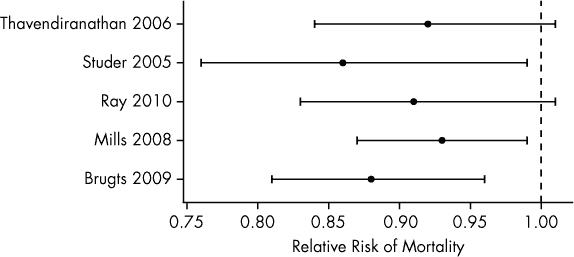 Thavendiranathan 2006
Studer 2005
Ray 2010
Mills 2008
Brugts 2009
0.75 0.80 0.85 0.90 0.95 1.00
Relative Risk of Mortality